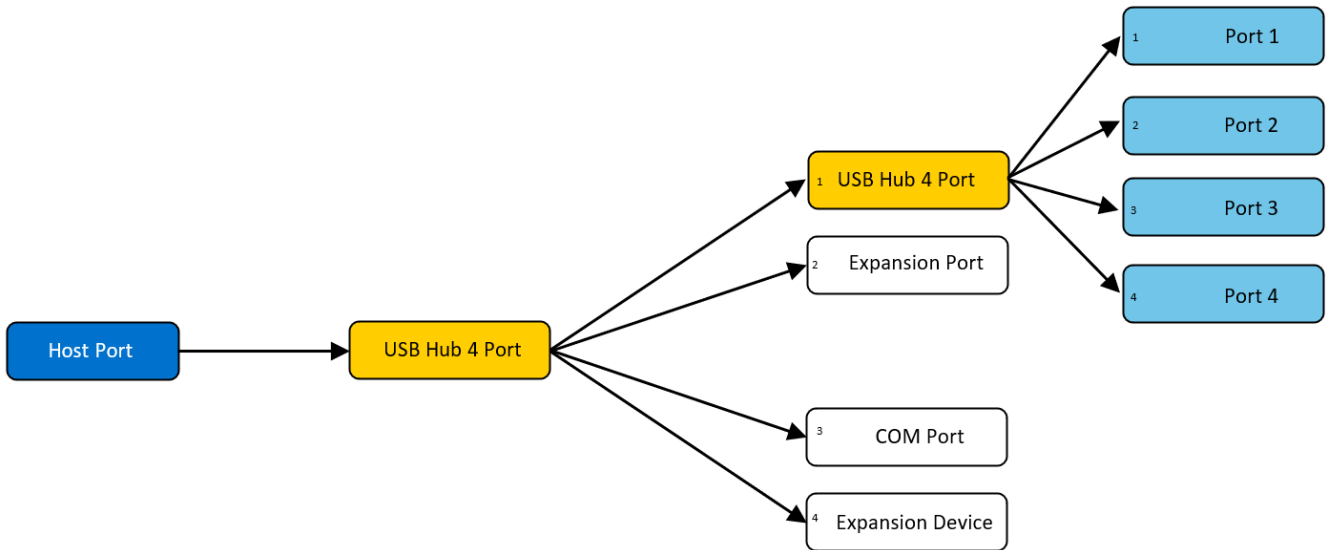 1 Port 1
2 Port 2
1 USB Hub 4 Port
3 Port 3
2 Expansion Port
4 Port 4
Host Port
USB Hub 4 Port
3 COM Port
4 Expansion Device